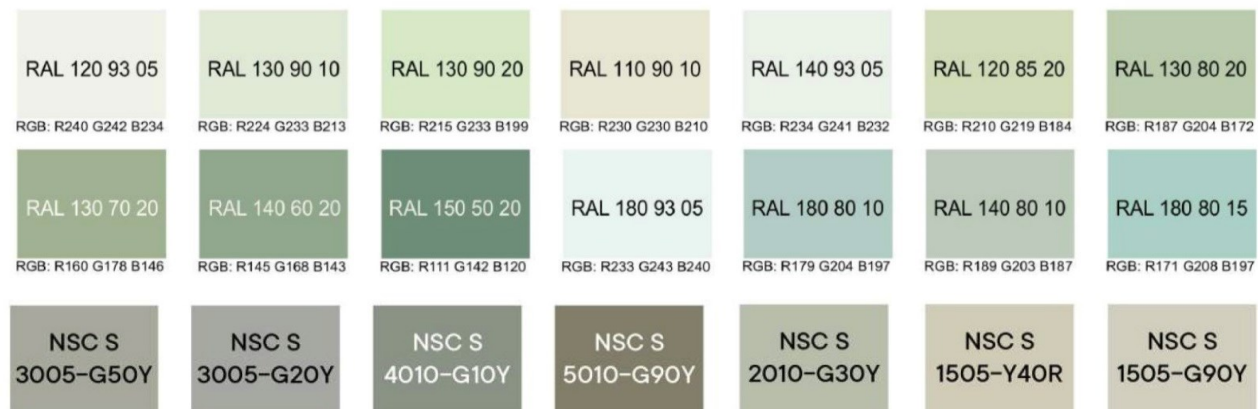 RAL 120 93 05
RAL 130 90 10
RAL 130 90 20
RAL 110 90 10
RAL 140 93 05
RAL 120 85 20
RAL 130 80 20
RGB: R240 G242 B234
RGB: R224 G233 B213
RGB: R215 G233 B199
RGB: R230 G230 B210
RGB: R234 G241 B232
RGB: R210 G219 B184
RGB: R187 G204 B172
RAL 130 70 20
RAL 140 60 20
RAL 150 50 20
RAL 180 93 05
RAL 180 80 10
RAL 140 80 10
RAL 180 80 15
RGB: R160 G178 B146
RGB: R145 G168 B143
RGB: R111 G142 B120
RGB: R233 G243 B240
RGB: R179 G204 B197
RGB: R189 G203 B187
RGB: R171 G208 B197
NSC S
3005-G50Y
NSC S
3005-G20Y
NSC S
4010-G10Y
NSC S
5010-G90Y
NSC S
2010-G30Y
NSC S
1505-Y40R
NSC S
1505-G90Y